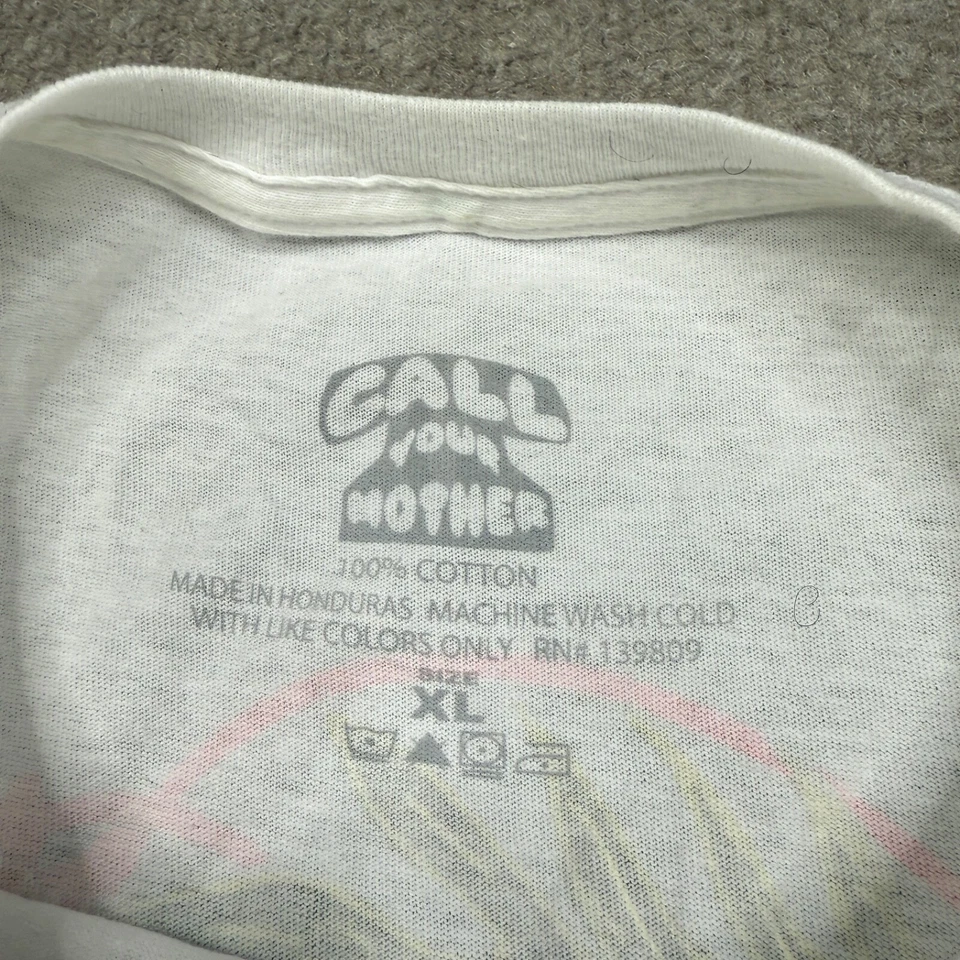 CALL
YOUR
MOTHER
100% COTTON
MADE IN HONDURAS MACHINE WASH COLD
WITH LIKE COLORS ONLY RN# 139809
SIZE
XL